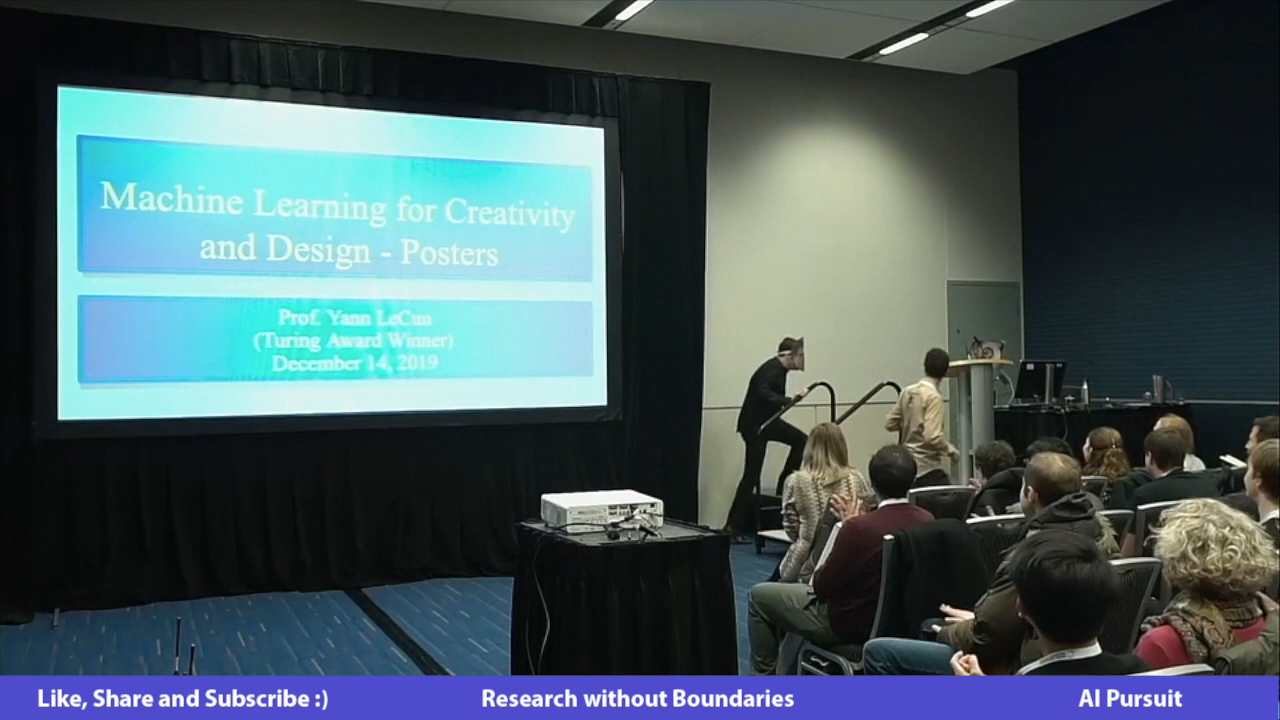 Machine Learning for Creativity
and Design - Posters
Prof. Yann LeCun
(Turing Award Winner)
December 14, 2019
Like, Share and Subscribe :)
Research without Boundaries
AI Pursuit